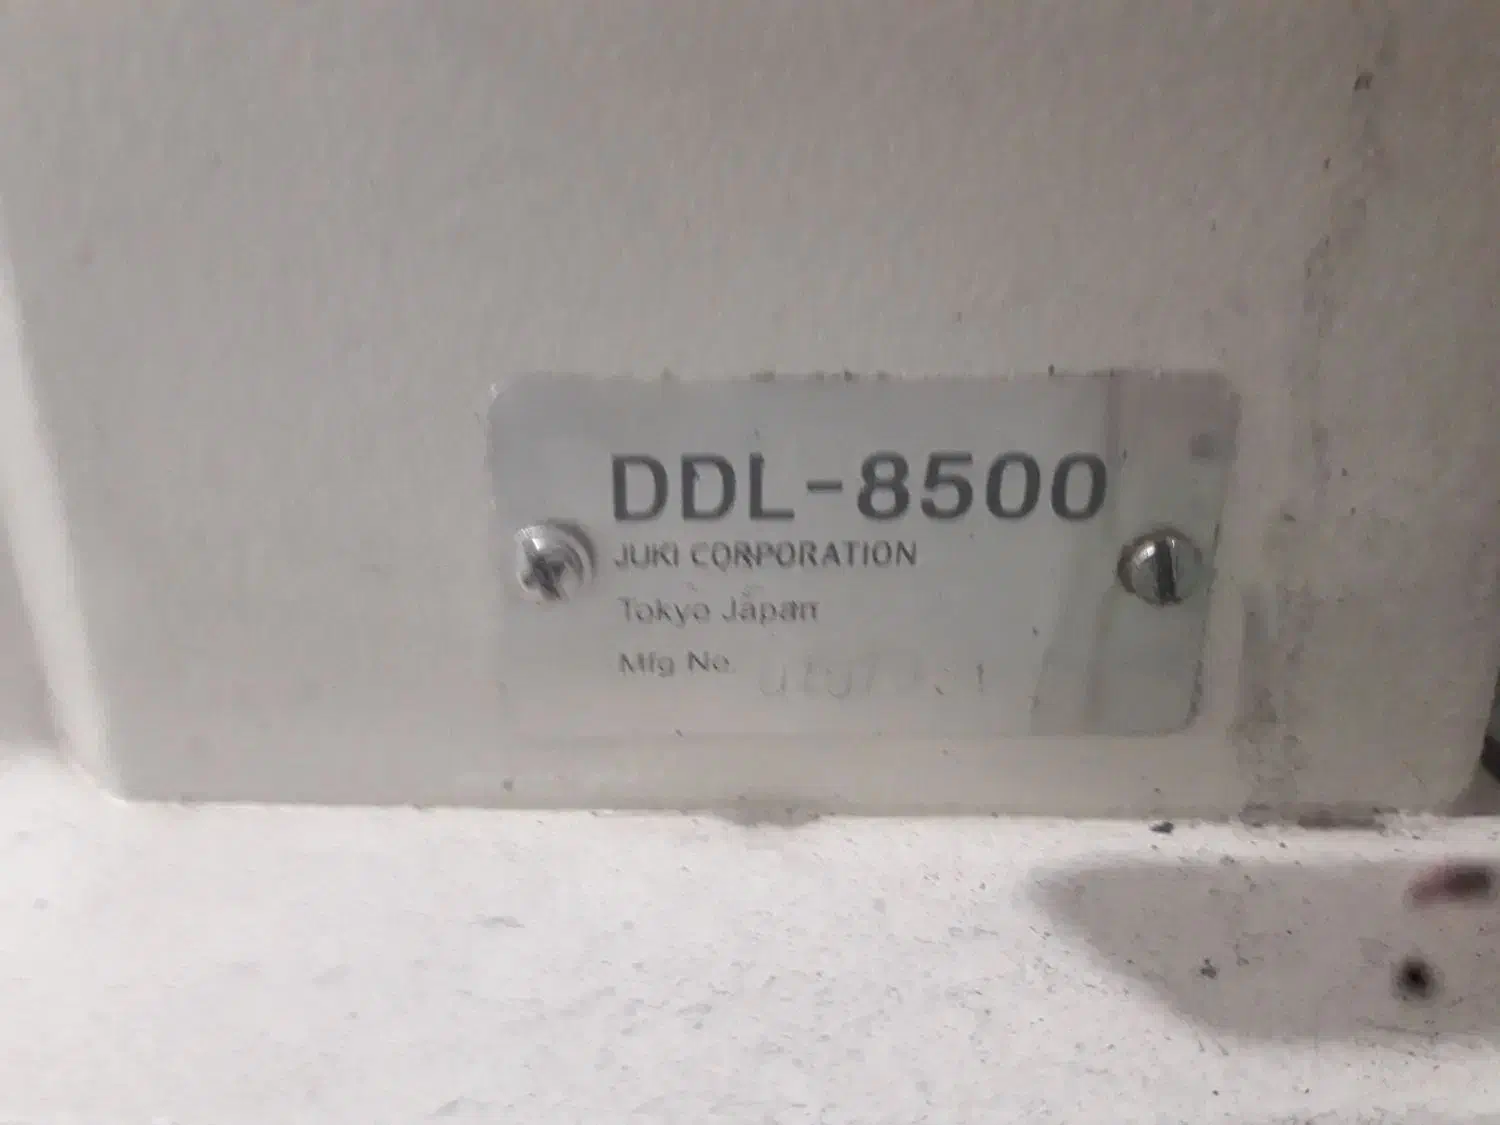 DDL-8500
JUKI CORPORATION
Tokyo Japan
Mfg No.